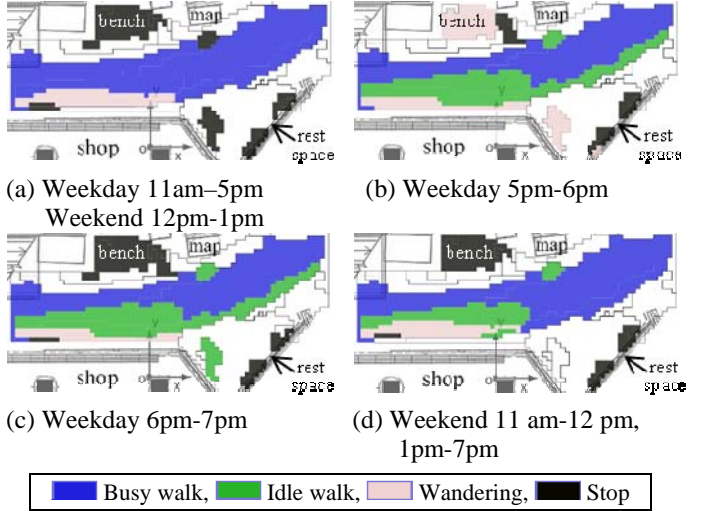 bench
map
y
shop
o
x
rest
space
bench
map
y
shop
o
x
rest
space
(a) Weekday 11am–5pm
Weekend 12pm-1pm
(b) Weekday 5pm-6pm
bench
map
y
shop
o
x
rest
space
bench
map
y
shop
o
x
rest
space
(c) Weekday 6pm-7pm
(d) Weekend 11 am-12 pm,
1pm-7pm
Busy walk, Idle walk, Wandering, Stop